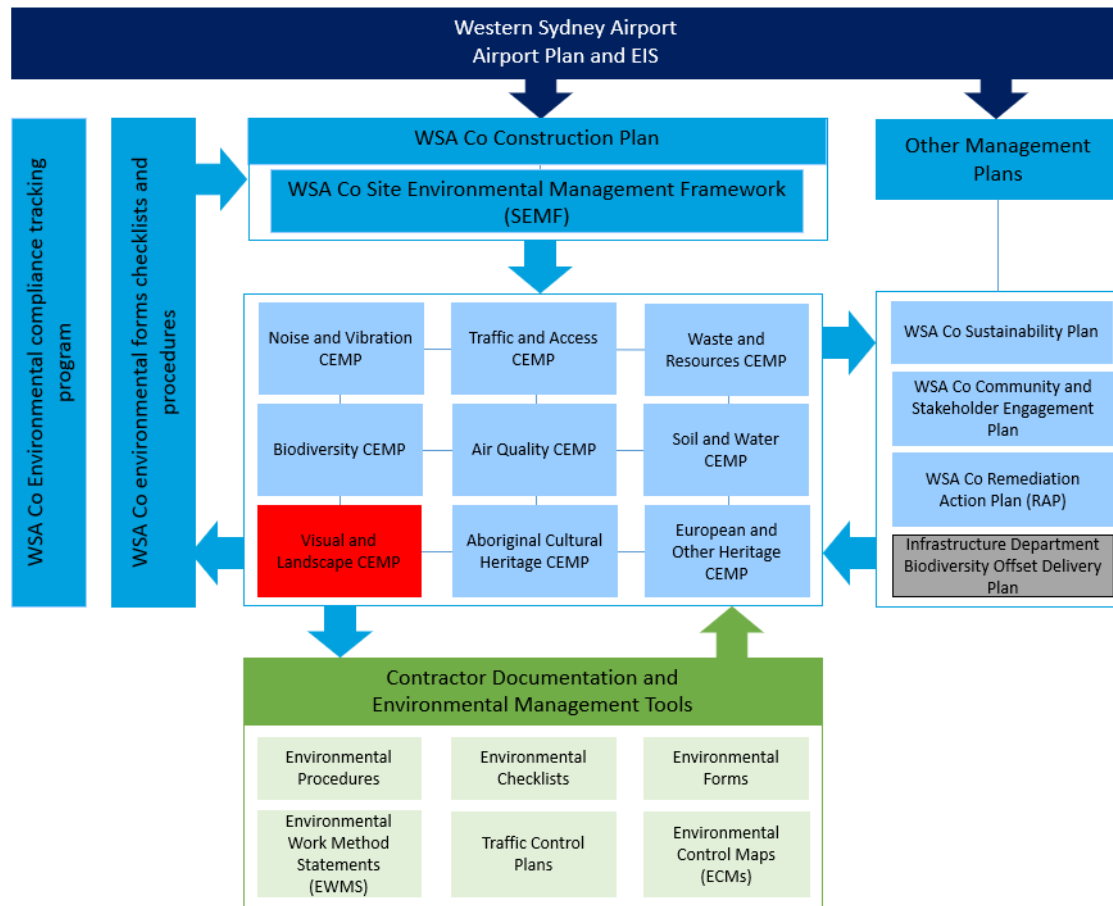 Western Sydney Airport
Airport Plan and EIS
WSA Co Environmental compliance tracking
program
WSA Co environmental forms checklists and
procedures
WSA Co Construction Plan
WSA Co Site Environmental Management Framework
(SEMF)
Other Management
Plans
Noise and Vibration
CEMP
Traffic and Access
CEMP
Waste and
Resources CEMP
Biodiversity CEMP
Air Quality CEMP
Soil and Water
CEMP
Visual and
Landscape CEMP
Aboriginal Cultural
Heritage CEMP
European and
Other Heritage
CEMP
WSA Co Sustainability Plan
WSA Co Community and
Stakeholder Engagement
Plan
WSA Co Remediation
Action Plan (RAP)
Infrastructure Department
Biodiversity Offset Delivery
Plan
Contractor Documentation and
Environmental Management Tools
Environmental
Procedures
Environmental
Checklists
Environmental
Forms
Environmental
Work Method
Statements
(EWMS)
Traffic Control
Plans
Environmental
Control Maps
(ECMs)